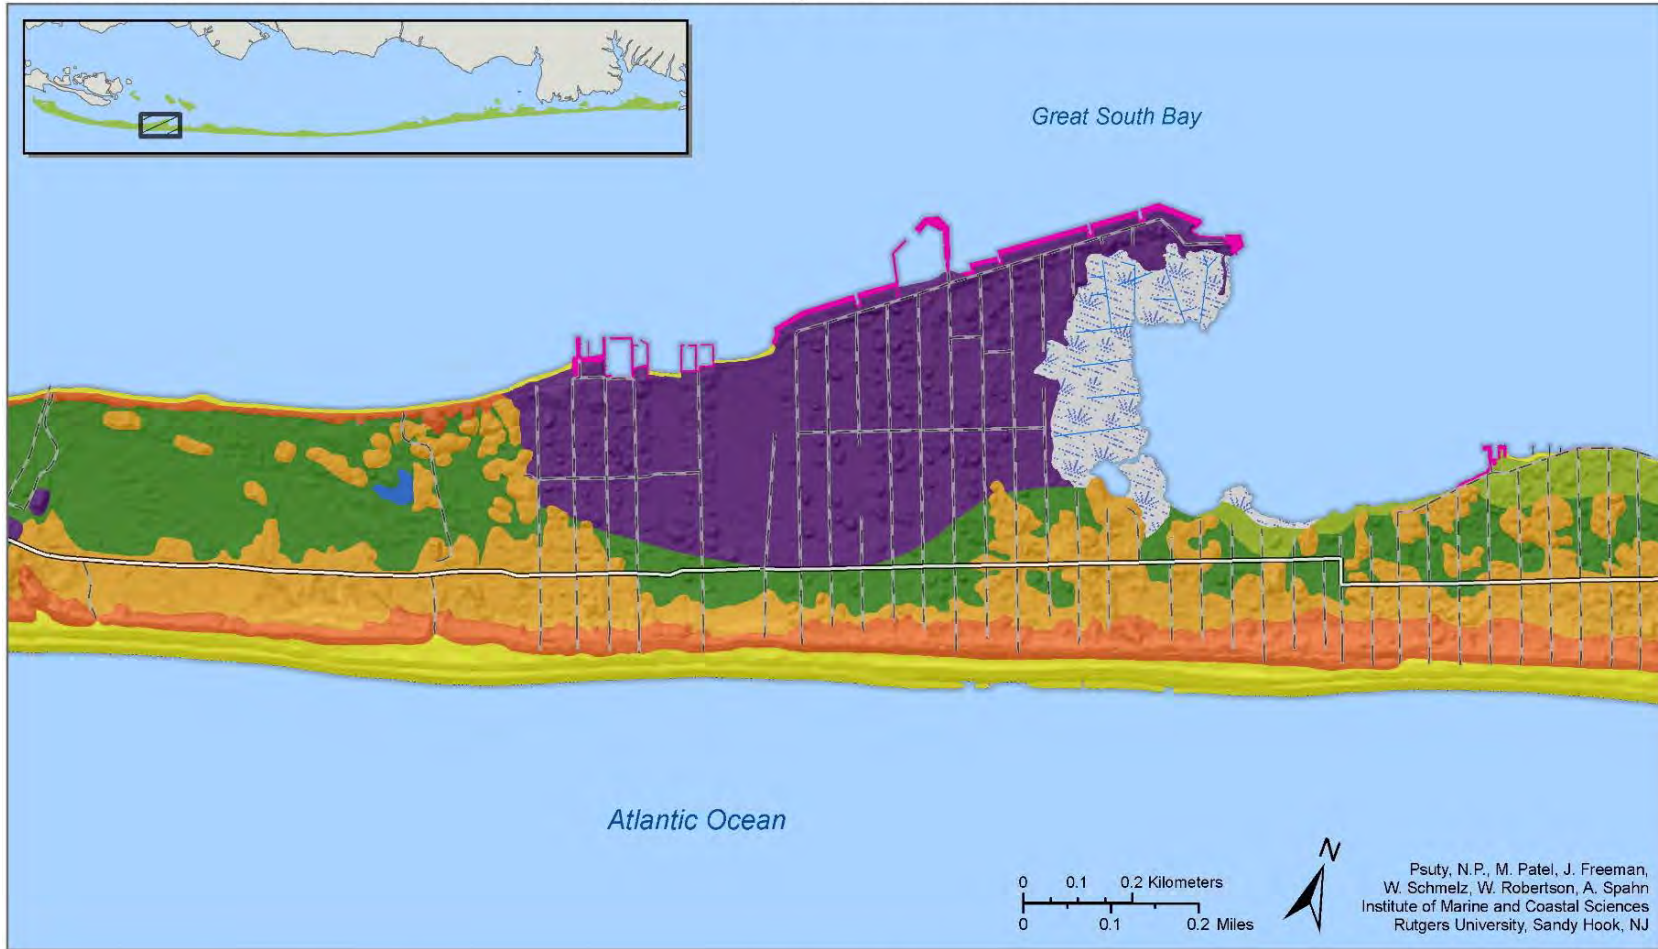 Great South Bay
Atlantic Ocean
0 0.1 0.2 Kilometers
0 0.1 0.2 Miles
N
Psuty, N.P., M. Patel, J. Freeman,
W. Schmelz, W. Robertson, A. Spahn
Institute of Marine and Coastal Sciences
Rutgers University, Sandy Hook, NJ